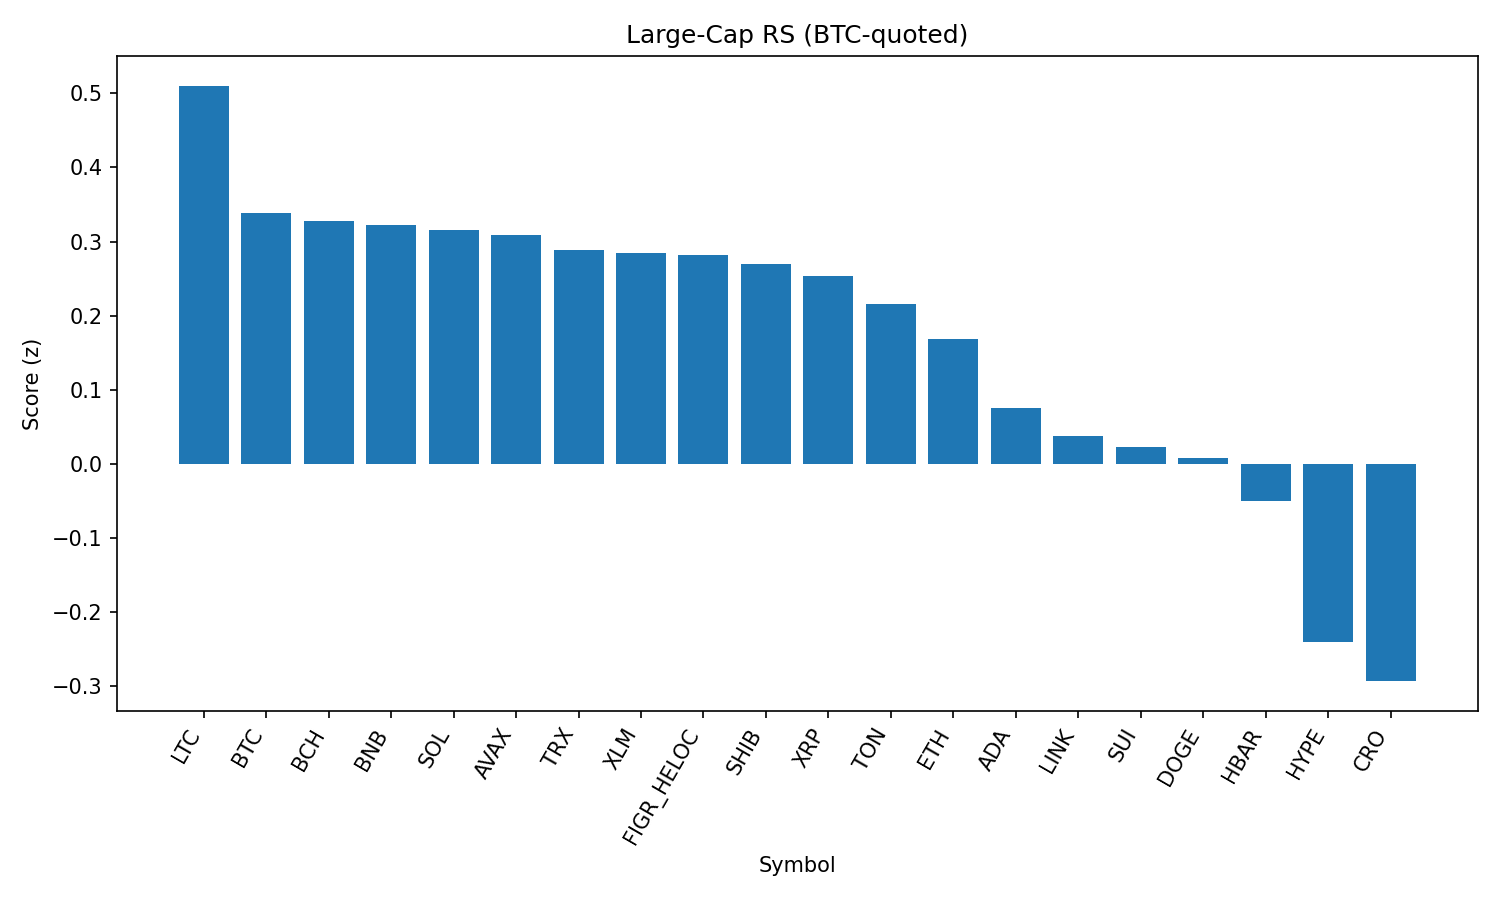 Large-Cap RS (BTC-quoted)
Score (z)
0.5
0.4
0.3
0.2
0.1
0.0
−0.1
−0.2
−0.3
LTC
BTC
BCH
BNB
SOL
AVAX
TRX
XLM
FIGR_HELOC
SHIB
XRP
TON
ETH
ADA
LINK
SUI
DOGE
HBAR
HYPE
CRO
Symbol